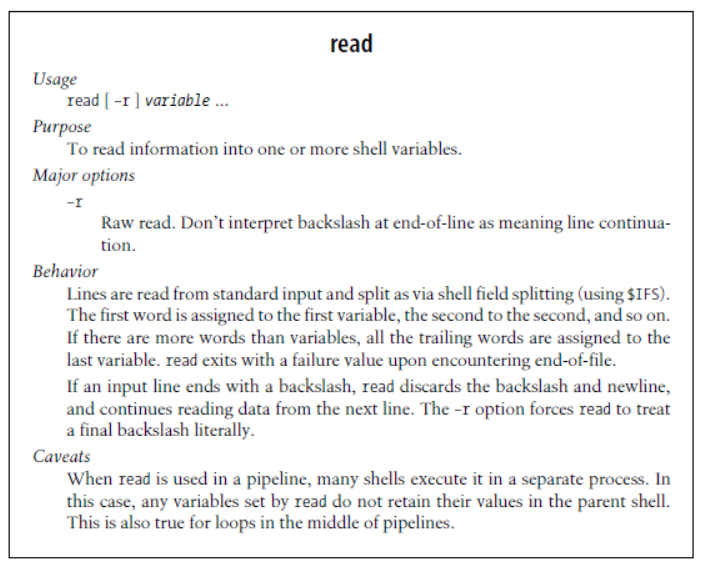 read
Usage
read [ –r ] variable ...
Purpose
To read information into one or more shell variables.
Major options
–r
Raw read. Don't interpret backslash at end-of-line as meaning line continua-
tion.
Behavior
Lines are read from standard input and split as via shell field splitting (using $IFS).
The first word is assigned to the first variable, the second to the second, and so on.
If there are more words than variables, all the trailing words are assigned to the
last variable. read exits with a failure value upon encountering end-of-file.
If an input line ends with a backslash, read discards the backslash and newline,
and continues reading data from the next line. The –r option forces read to treat
a final backslash literally.
Caveats
When read is used in a pipeline, many shells execute it in a separate process. In
this case, any variables set by read do not retain their values in the parent shell.
This is also true for loops in the middle of pipelines.